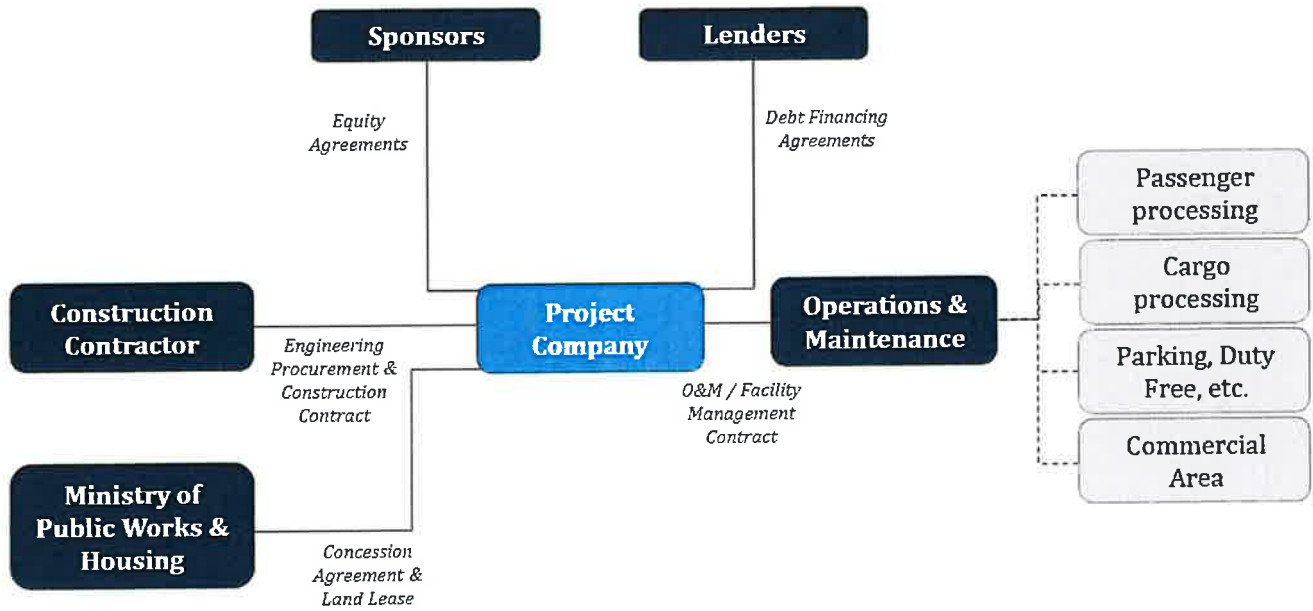 Sponsors
Lenders
Equity
Agreements
Debt Financing
Agreements
Passenger
processing
Cargo
processing
Construction
Contractor
Project
Company
Operations &
Maintenance
Engineering
Procurement &
Construction
Contract
O&M / Facility
Management
Contract
Parking, Duty
Free, etc.
Commercial
Area
Ministry of
Public Works &
Housing
Concession
Agreement &
Land Lease